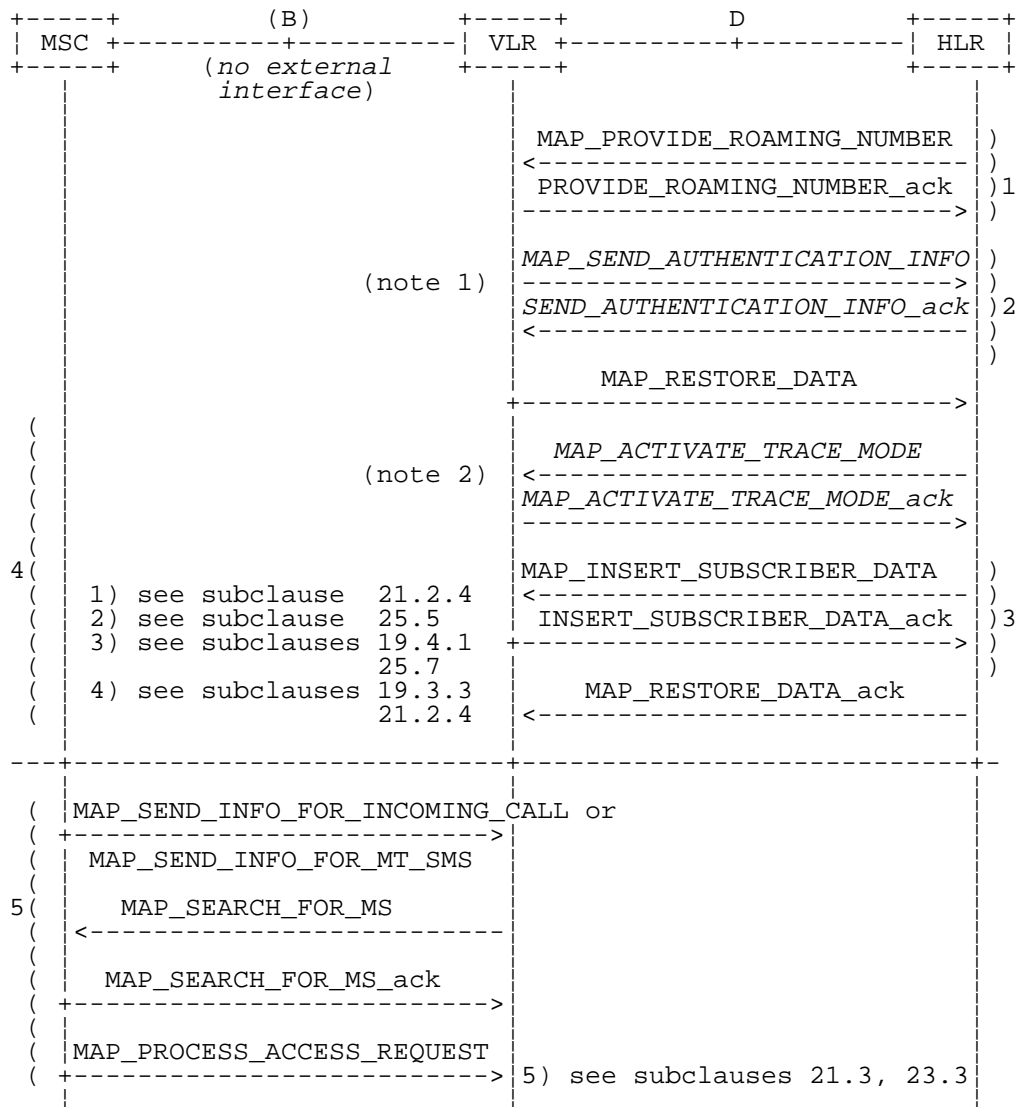 (B) D
MSC VLR HLR
(no external
interface)
MAP_PROVIDE_ROAMING_NUMBER )
<--------------------------- )
PROVIDE_ROAMING_NUMBER_ack )1
---------------------------> )
MAP_SEND_AUTHENTICATION_INFO )
(note 1) ---------------------------> )
SEND_AUTHENTICATION_INFO_ack )2
<--------------------------- )
)
MAP_RESTORE_DATA
+--------------------------->
(
( MAP_ACTIVATE_TRACE_MODE
( (note 2) <---------------------------
( MAP_ACTIVATE_TRACE_MODE_ack
( --------------------------->
(
4( MAP_INSERT_SUBSCRIBER_DATA )
( 1) see subclause 21.2.4 <--------------------------- )
( 2) see subclause 25.5 INSERT_SUBSCRIBER_DATA_ack )3
( 3) see subclauses 19.4.1 +---------------------------> )
( 25.7 )
( 4) see subclauses 19.3.3 MAP_RESTORE_DATA_ack
( 21.2.4 <---------------------------
( MAP_SEND_INFO_FOR_INCOMING_CALL or
( +-------------------------->
( MAP_SEND_INFO_FOR_MT_SMS
(
5( MAP_SEARCH_FOR_MS
( <--------------------------
(
( MAP_SEARCH_FOR_MS_ack
( +-------------------------->
(
( MAP_PROCESS_ACCESS_REQUEST
( +--------------------------> 5) see subclauses 21.3, 23.3